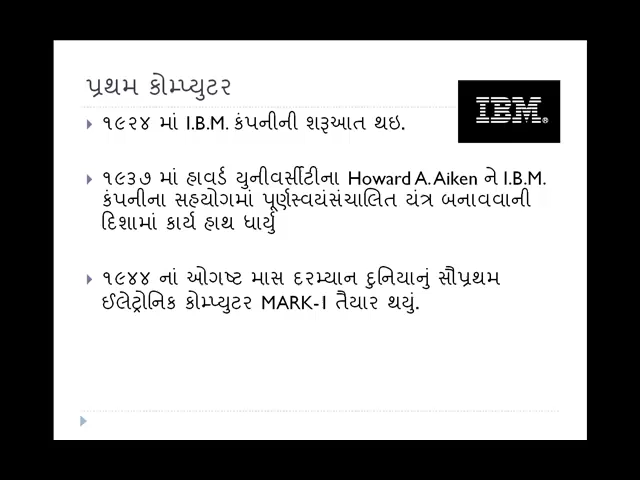 પ્રથમ કોમ્પ્યુટર
IBM®
૧૯૨૪ માં I.B.M. કંપનીની શરૂઆત થઇ.
૧૯૩૭ માં હાવર્ડ યુનીવર્સીટીના Howard A. Aiken ને I.B.M.
કંપનીના સહયોગમાં પૂર્ણસ્વયંસંચાલિત યંત્ર બનાવવાની
દિશામાં કાર્ય હાથ ધાર્યું
૧૯૪૪ નાં ઓગષ્ટ માસ દરમ્યાન દુનિયાનું સૌપ્રથમ
ઈલેટ્રોનિક કોમ્પ્યુટર MARK-1 તૈયાર થયું.